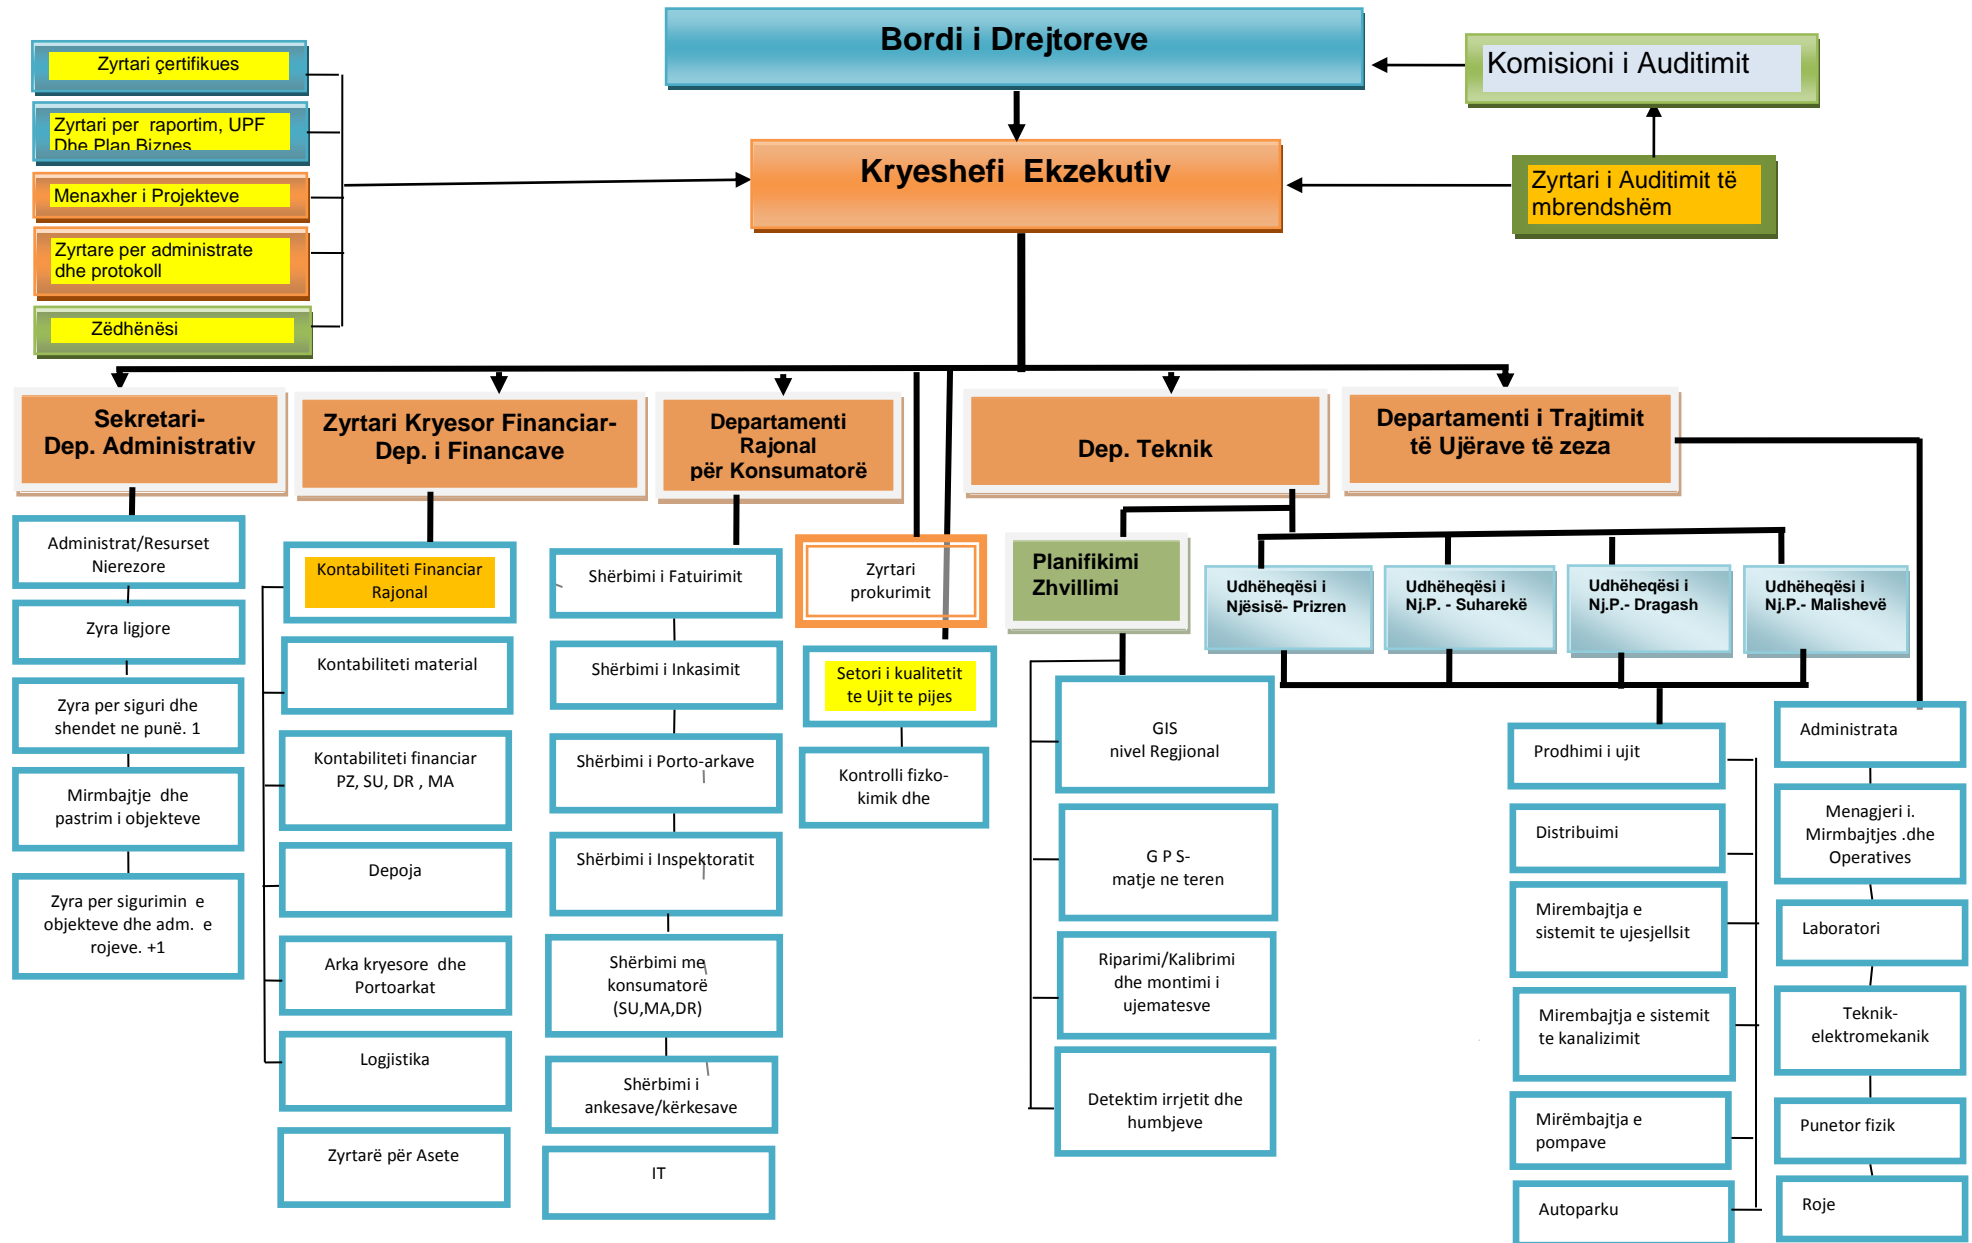 Bordi i Drejtoreve
Komisioni i Auditimit
Zyrtari çertifikues
Zyrtari per  raportim, UPF
Dhe Plan Biznes
Menaxher i Projekteve
Zyrtare per administrate
dhe protokoll
Zëdhënësi
Kryeshefi  Ekzekutiv
Zyrtari i Auditimit të
mbrendshëm
Sekretari-
Dep. Administrativ
Zyrtari Kryesor Financiar-
Dep. i Financave
Departamenti
Rajonal
për Konsumatorë
Dep. Teknik
Departamenti i Trajtimit
të Ujërave të zeza
Administrat/Resurset
Njerezore
Zyra ligjore
Zyra per siguri dhe
shendet ne punë. 1
Mirmbajtje  dhe
pastrim i objekteve
Zyra per sigurimin  e
objekteve dhe adm.  e
rojeve. +1
Kontabiliteti Financiar
Rajonal
Kontabiliteti material
Kontabiliteti financiar
PZ, SU, DR , MA
Depoja
Arka kryesore  dhe
Portoarkat
Logjistika
Zyrtarë për Asete
Shërbimi i Fatuirimit
Shërbimi i Inkasimit
Shërbimi i Porto-arkave
Shërbimi i Inspektoratit
Shërbimi me
konsumatorë
(SU,MA,DR)
Shërbimi i
ankesave/kërkesave
IT
Zyrtari
prokurimit
Setori i kualitetit
te Ujit te pijes
Kontrolli fizko-
kimik dhe
Planifikimi
Zhvillimi
GIS
nivel Regjional
G P S-
matje ne teren
Riparimi/Kalibrimi
dhe montimi i
ujematesve
Detektim irrjetit dhe
humbjeve
Udhëheqësi i
Njësisë- Prizren
Udhëheqësi i
Nj.P. - Suharekë
Udhëheqësi i
Nj.P.- Dragash
Udhëheqësi i
Nj.P.- Malishevë
Prodhimi i ujit
Distribuimi
Mirembajtja e
sistemit te ujesjellsit
Mirembajtja e sistemit
te kanalizimit
Mirëmbajtja e
pompave
Autoparku
Administrata
Menagjeri i.
Mirmbajtjes .dhe
Operatives
Laboratori
Teknik-
elektromekanik
Punetor fizik
Roje